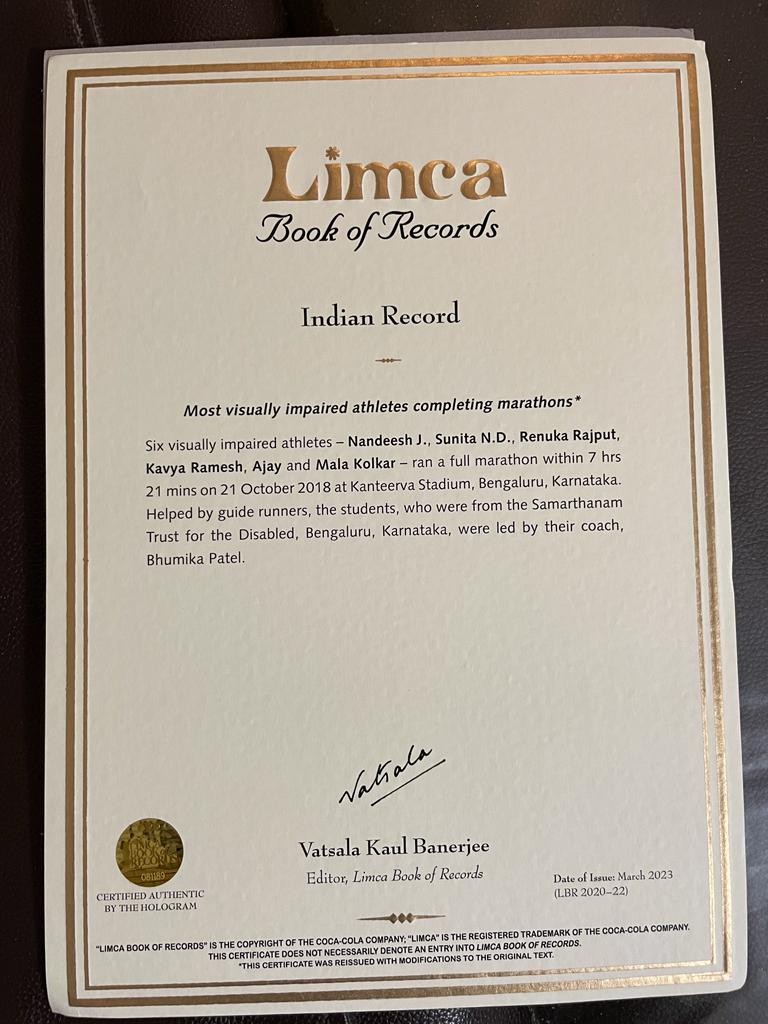 Limca
Book of Records
Indian Record
Most visually impaired athletes completing marathons*
Six visually impaired athletes – Nandeesh J., Sunita N.D., Renuka Rajput,
Kavya Ramesh, Ajay and Mala Kolkar – ran a full marathon within 7 hrs
21 mins on 21 October 2018 at Kanteerva Stadium, Bengaluru, Karnataka.
Helped by guide runners, the students, who were from the Samarthanam
Trust for the Disabled, Bengaluru, Karnataka, were led by their coach,
Bhumika Patel.
Vatsala
Vatsala Kaul Banerjee
Editor, Limca Book of Records
081189
CERTIFIED AUTHENTIC
BY THE HOLOGRAM
Date of Issue: March 2023
(LBR 2020–22)
"LIMCA BOOK OF RECORDS" IS THE COPYRIGHT OF THE COCA-COLA COMPANY; "LIMCA" IS THE REGISTERED TRADEMARK OF THE COCA-COLA COMPANY.
THIS CERTIFICATE DOES NOT NECESSARILY DENOTE AN ENTRY INTO LIMCA BOOK OF RECORDS.
*THIS CERTIFICATE WAS REISSUED WITH MODIFICATIONS TO THE ORIGINAL TEXT.